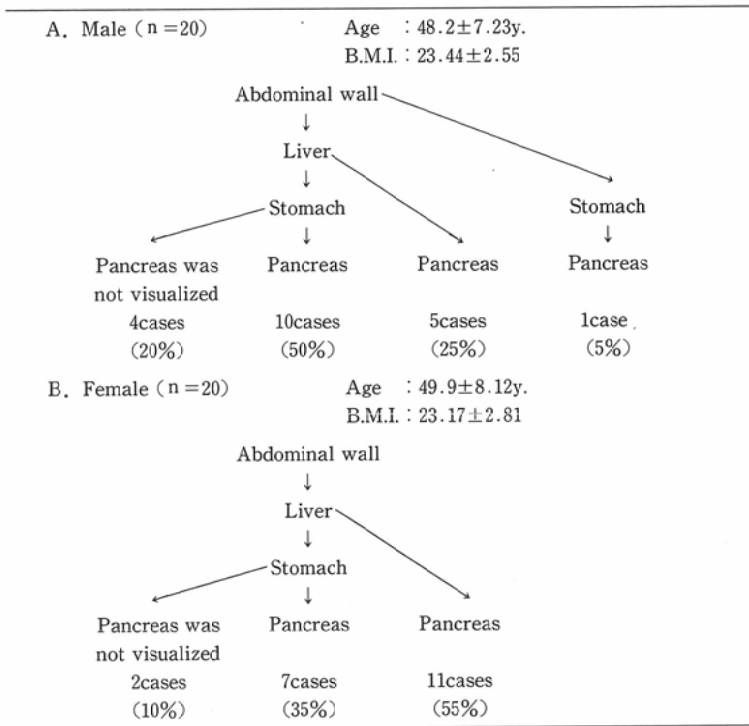 A. Male (n=20) Age : 48.2±7.23y.
B.M.I. : 23.44±2.55
Abdominal wall
↓
Liver
↓
Stomach Stomach
↓ ↓
Pancreas was Pancreas Pancreas Pancreas
not visualized
4cases 10cases 5cases 1case
(20%) (50%) (25%) (5%)
B. Female (n=20) Age : 49.9±8.12y.
B.M.I. : 23.17±2.81
Abdominal wall
↓
Liver
↓
Stomach
↓
Pancreas was Pancreas Pancreas
not visualized
2cases 7cases 11cases
(10%) (35%) (55%)